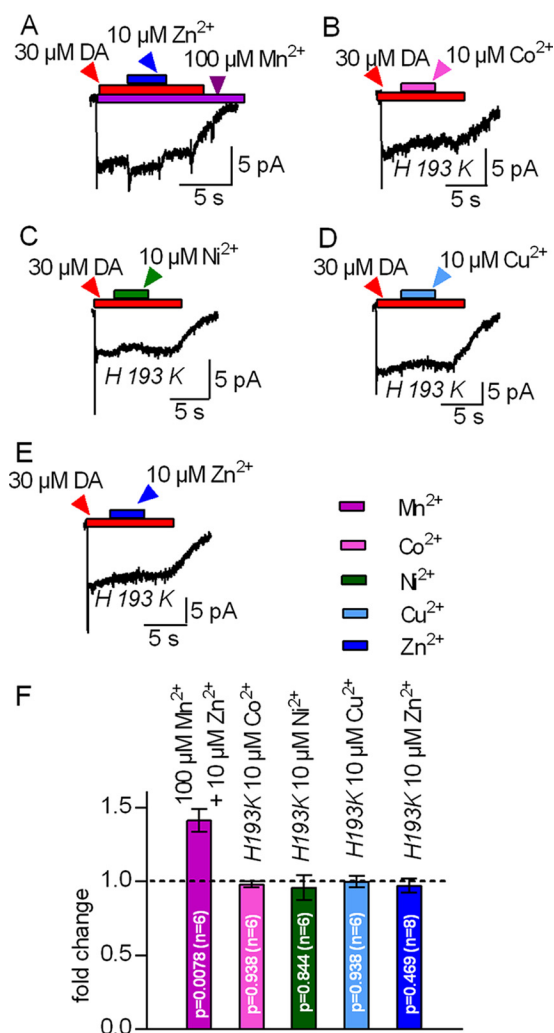 A
30 µM DA
10 µM Zn²⁺
100 µM Mn²⁺
5 pA
5 s
B
30 µM DA
10 µM Co²⁺
H 193 K
5 pA
5 s
C
30 µM DA
10 µM Ni²⁺
H 193 K
5 pA
5 s
D
30 µM DA
10 µM Cu²⁺
H 193 K
5 pA
5 s
E
30 µM DA
10 µM Zn²⁺
H 193 K
5 pA
5 s
Mn²⁺
Co²⁺
Ni²⁺
Cu²⁺
Zn²⁺
F
100 µM Mn²⁺
+ 10 µM Zn²⁺
H193K 10 µM Co²⁺
H193K 10 µM Ni²⁺
H193K 10 µM Cu²⁺
H193K 10 µM Zn²⁺
fold change
1.5
1.0
0.5
0.0
p=0.0078 (n=6)
p=0.938 (n=6)
p=0.844 (n=6)
p=0.938 (n=6)
p=0.469 (n=8)